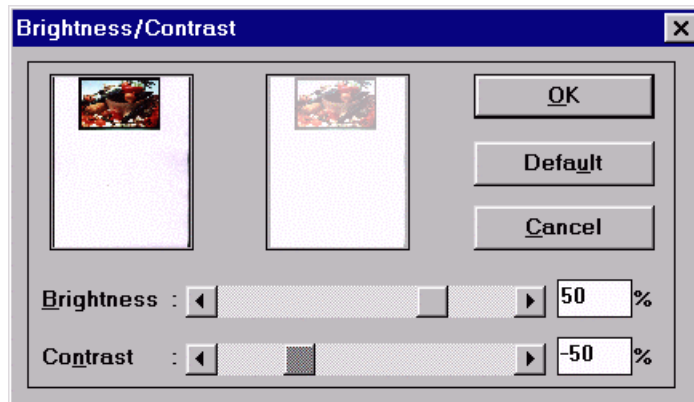 Brightness/Contrast
OK
Default
Cancel
Brightness : 50 %
Contrast : -50 %